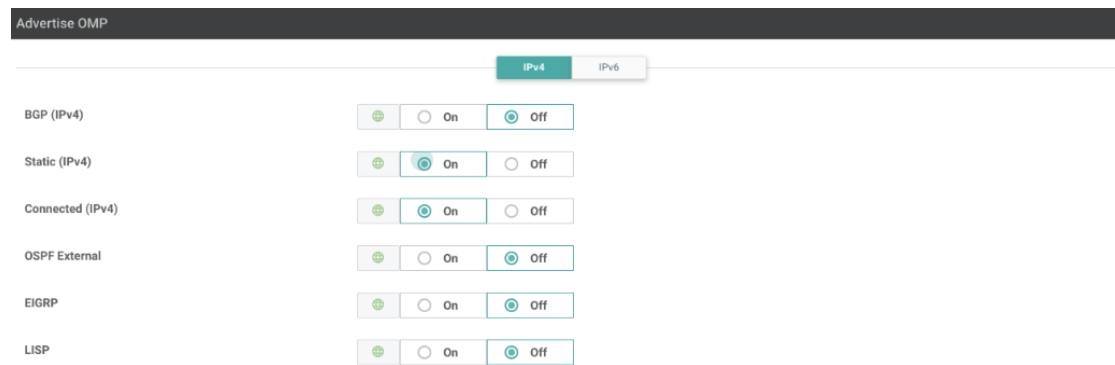 Advertise OMP
IPv4 IPv6
BGP (IPv4) On Off
Static (IPv4) On Off
Connected (IPv4) On Off
OSPF External On Off
EIGRP On Off
LISP On Off